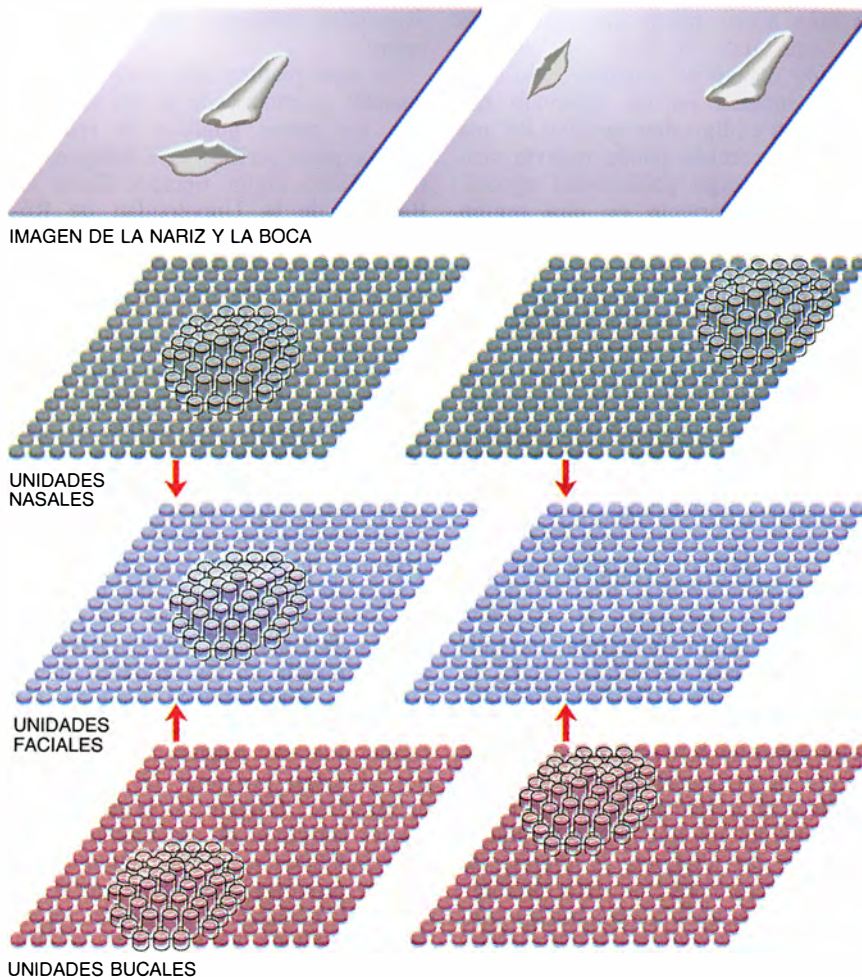 IMAGEN DE LA NARIZ Y LA BOCA
UNIDADES
NASALES
UNIDADES
FACIALES
UNIDADES BUCALES